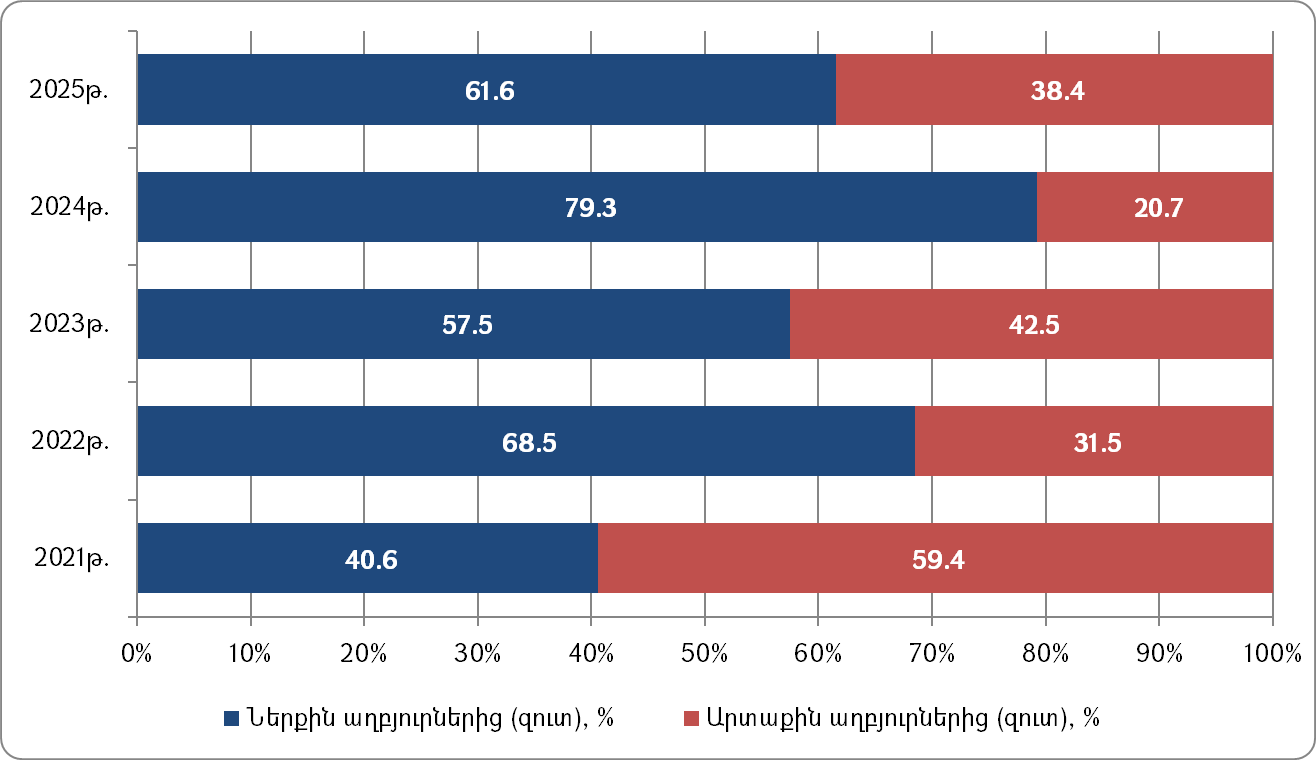 2025թ.
61.6 38.4
2024թ.
79.3 20.7
2023թ.
57.5 42.5
2022թ.
68.5 31.5
2021թ.
40.6 59.4
0% 10% 20% 30% 40% 50% 60% 70% 80% 90% 100%
Ներքին աղբյուրներից (զուտ), % Արտաքին աղբյուրներից (զուտ), %